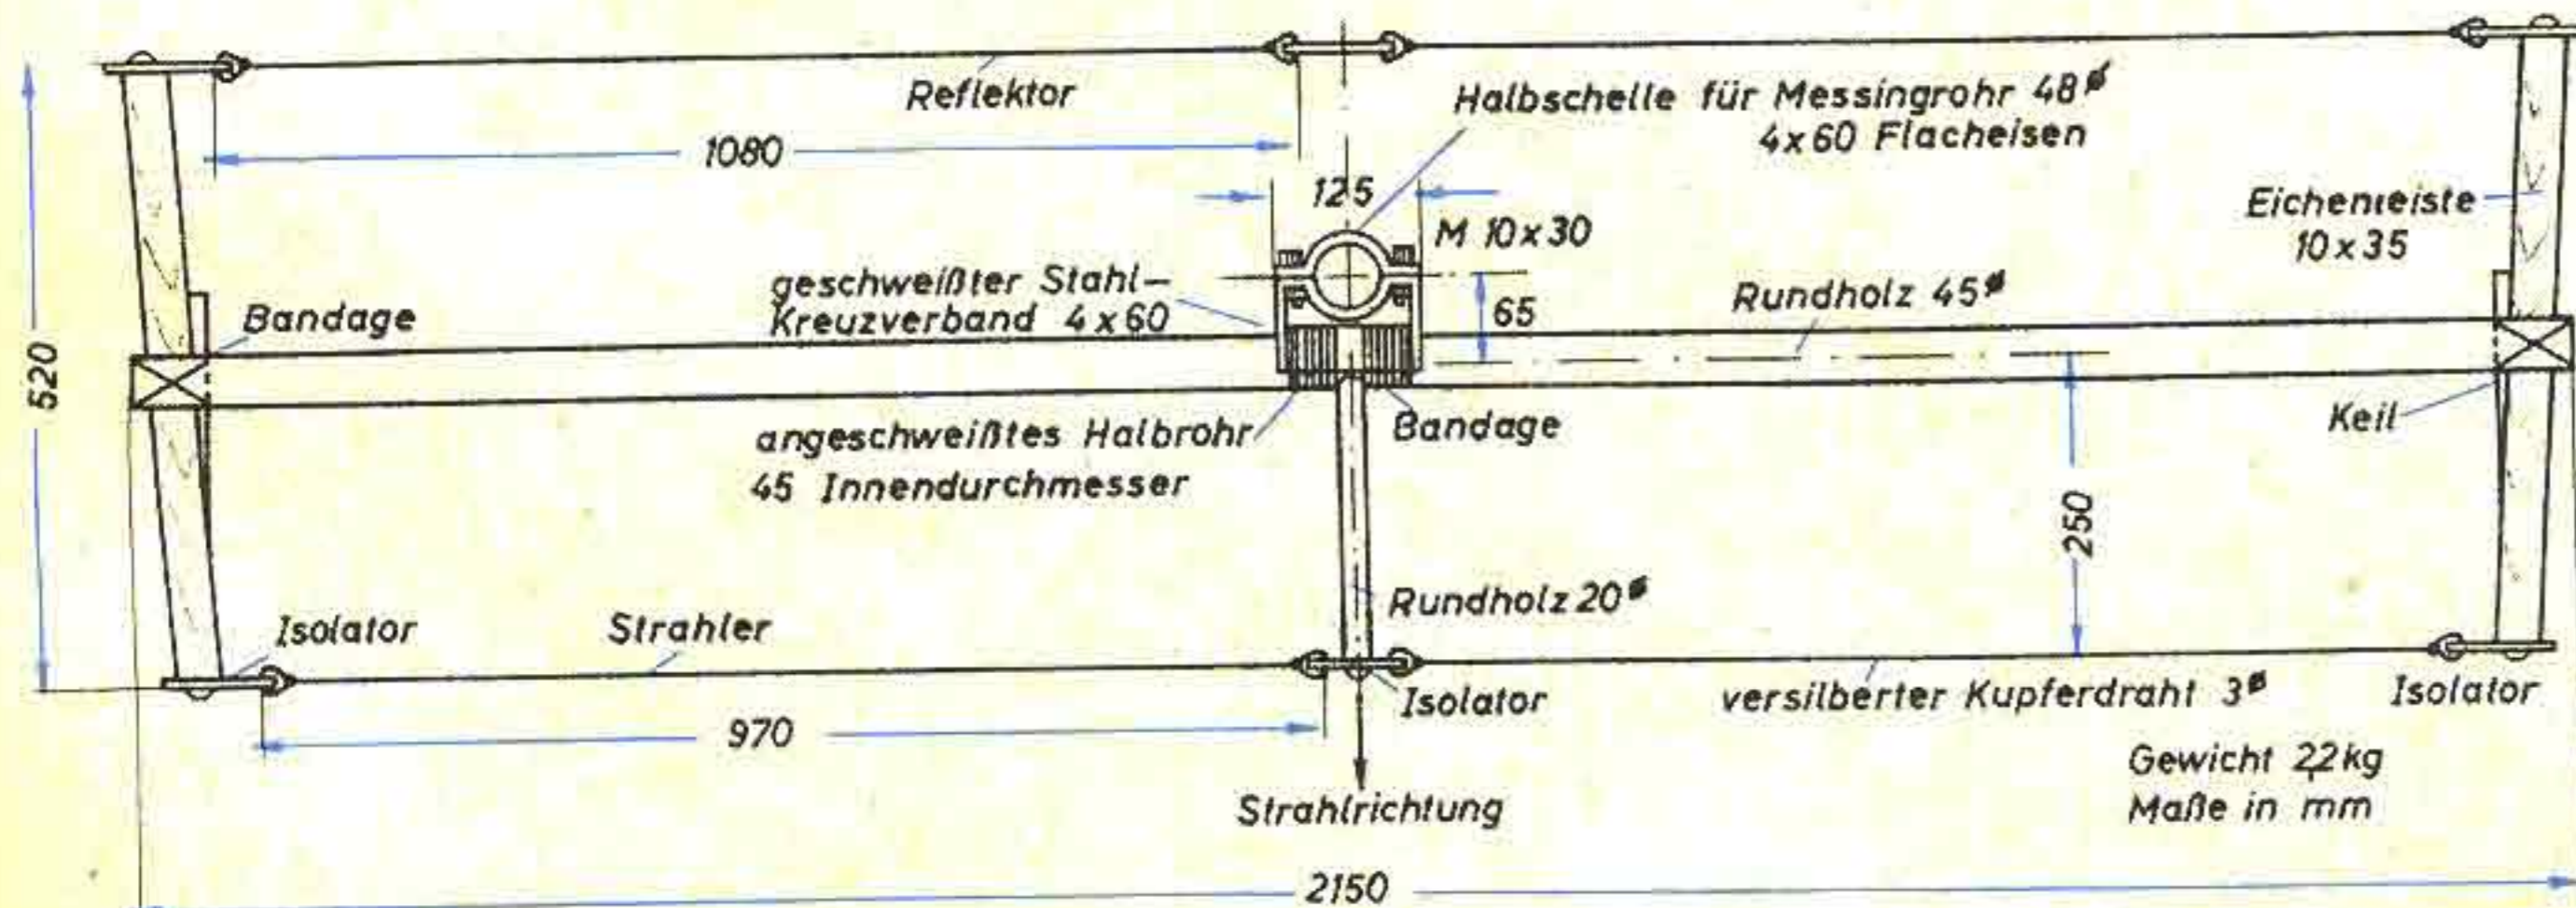 Reflektor
Halbschelle für Messingrohr 48⌀
4x60 Flacheisen
1080
125
M 10x30
Eichenleiste
10x35
geschweißter Stahl-
Kreuzverband 4x60
65
Rundholz 45⌀
Bandage
520
angeschweißtes Halbrohr
45 Innendurchmesser
Bandage
Keil
250
Rundholz 20⌀
Isolator
Strahler
Isolator
versilberter Kupferdraht 3⌀
Isolator
970
Strahlrichtung
Gewicht 2,2kg
Maße in mm
2150